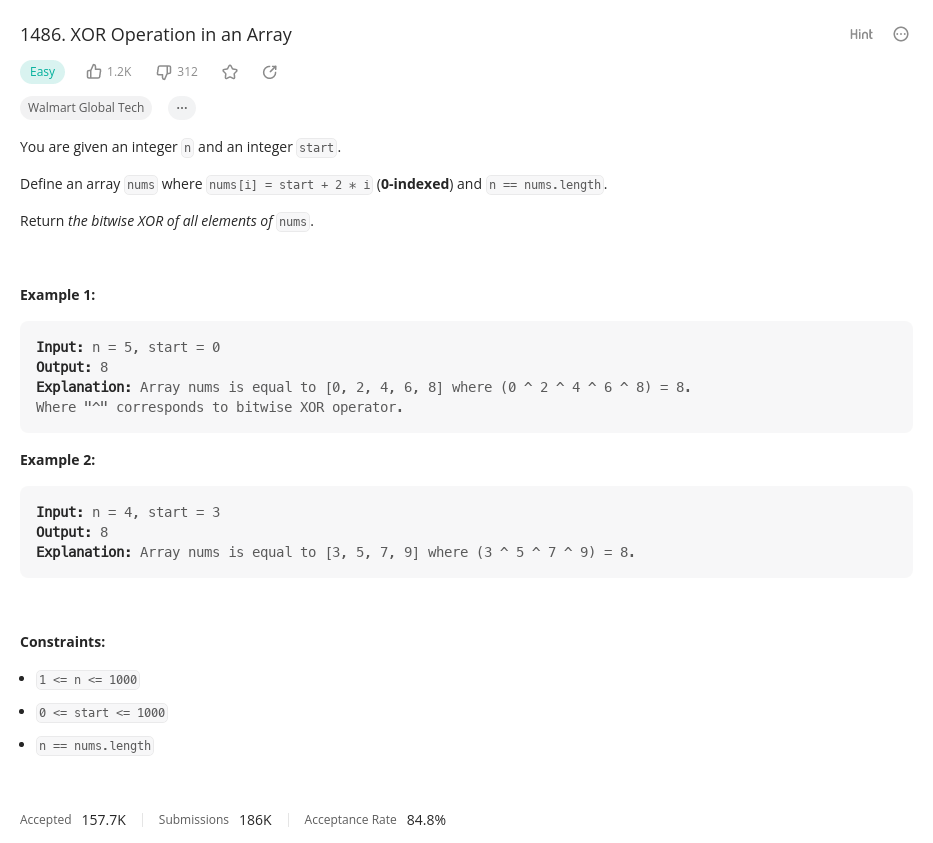 1486. XOR Operation in an Array
Hint
Easy 1.2K 312
Walmart Global Tech ...
You are given an integer n and an integer start.
Define an array nums where nums[i] = start + 2 * i (0-indexed) and n == nums.length.
Return the bitwise XOR of all elements of nums.
Example 1:
Input: n = 5, start = 0
Output: 8
Explanation: Array nums is equal to [0, 2, 4, 6, 8] where (0 ^ 2 ^ 4 ^ 6 ^ 8) = 8.
Where "^" corresponds to bitwise XOR operator.
Example 2:
Input: n = 4, start = 3
Output: 8
Explanation: Array nums is equal to [3, 5, 7, 9] where (3 ^ 5 ^ 7 ^ 9) = 8.
Constraints:
1 <= n <= 1000
0 <= start <= 1000
n == nums.length
Accepted 157.7K Submissions 186K Acceptance Rate 84.8%